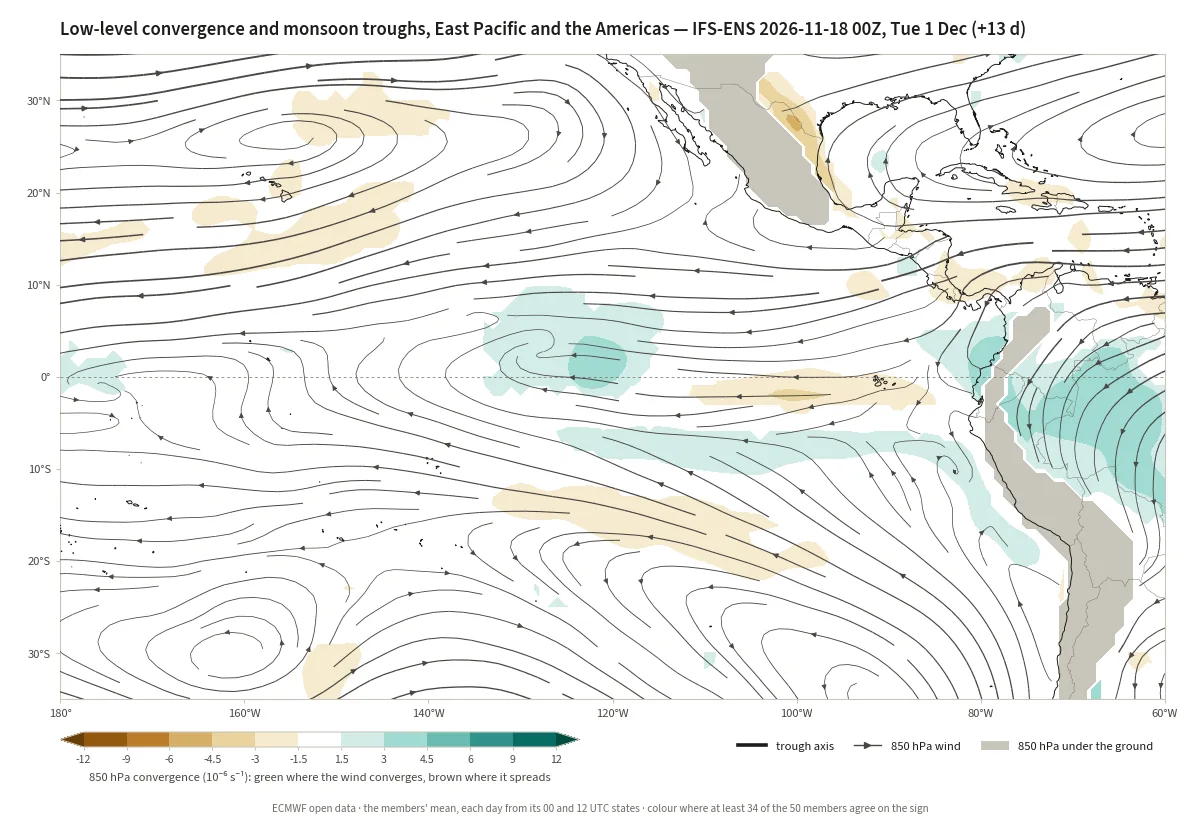 Low-level convergence and monsoon troughs, East Pacific and the Americas — IFS-ENS 2026-11-18 00Z, Tue 1 Dec (+13 d)
30°N
20°N
10°N
0°
10°S
20°S
30°S
180° 160°W 140°W 120°W 100°W 80°W 60°W
-12 -9 -6 -4.5 -3 -1.5 1.5 3 4.5 6 9 12
850 hPa convergence (10⁻⁶ s⁻¹): green where the wind converges, brown where it spreads
trough axis 850 hPa wind 850 hPa under the ground
ECMWF open data · the members' mean, each day from its 00 and 12 UTC states · colour where at least 34 of the 50 members agree on the sign